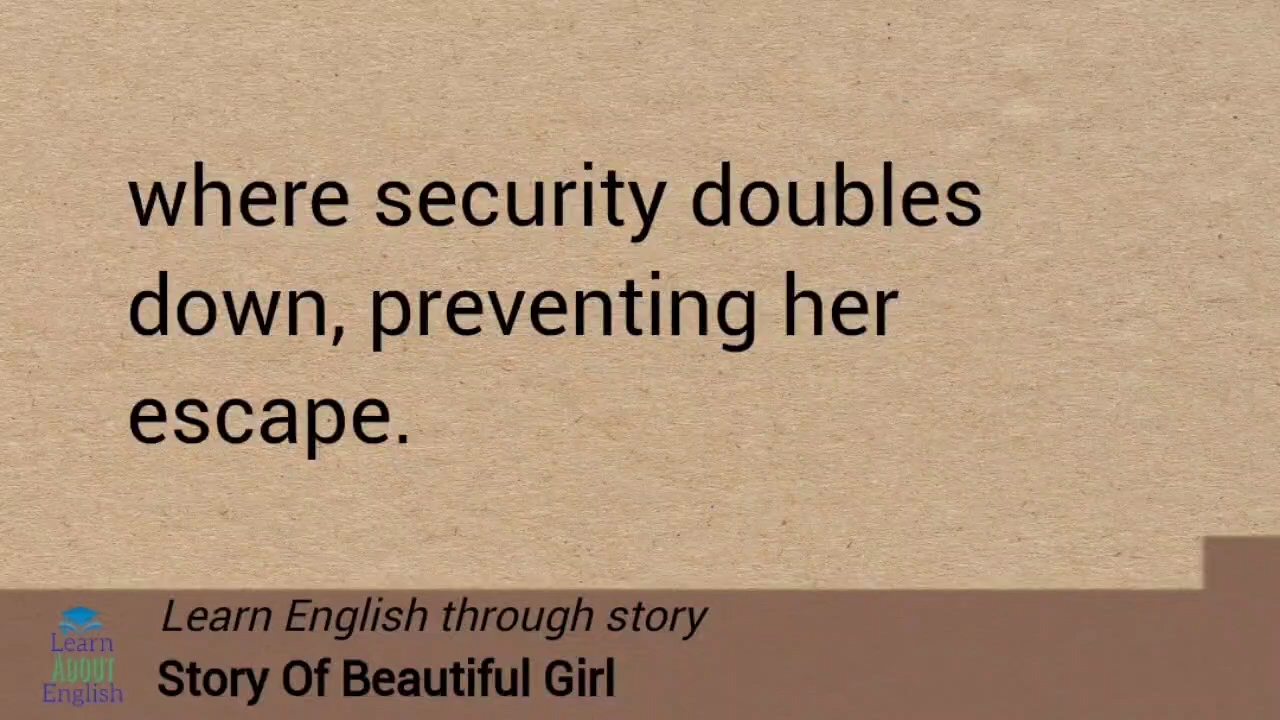 where security doubles
down, preventing her
escape.
Learn English through story
Story Of Beautiful Girl
Learn
About
English